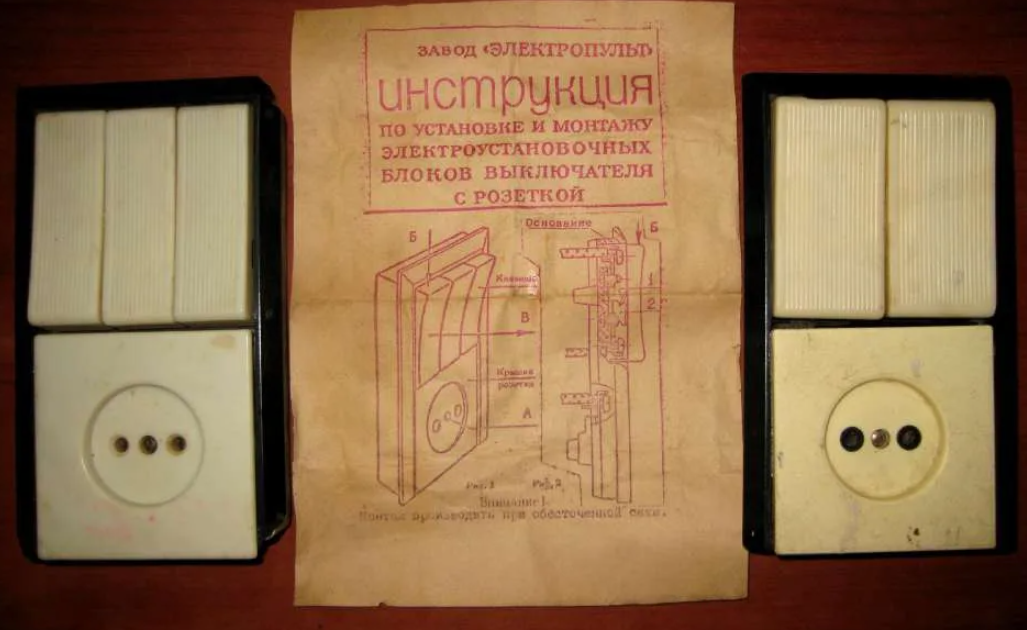 ЗАВОД «ЭЛЕКТРОПУЛЬТ»
ИНСТРУКЦИЯ
ПО УСТАНОВКЕ И МОНТАЖУ
ЭЛЕКТРОУСТАНОВОЧНЫХ
БЛОКОВ ВЫКЛЮЧАТЕЛЯ
С РОЗЕТКОЙ
Основание
Б
Б
1
2
В
Крышка
розетки
А
Рис.1
Рис.2
Внимание!
Монтаж производить при обесточенной сети.